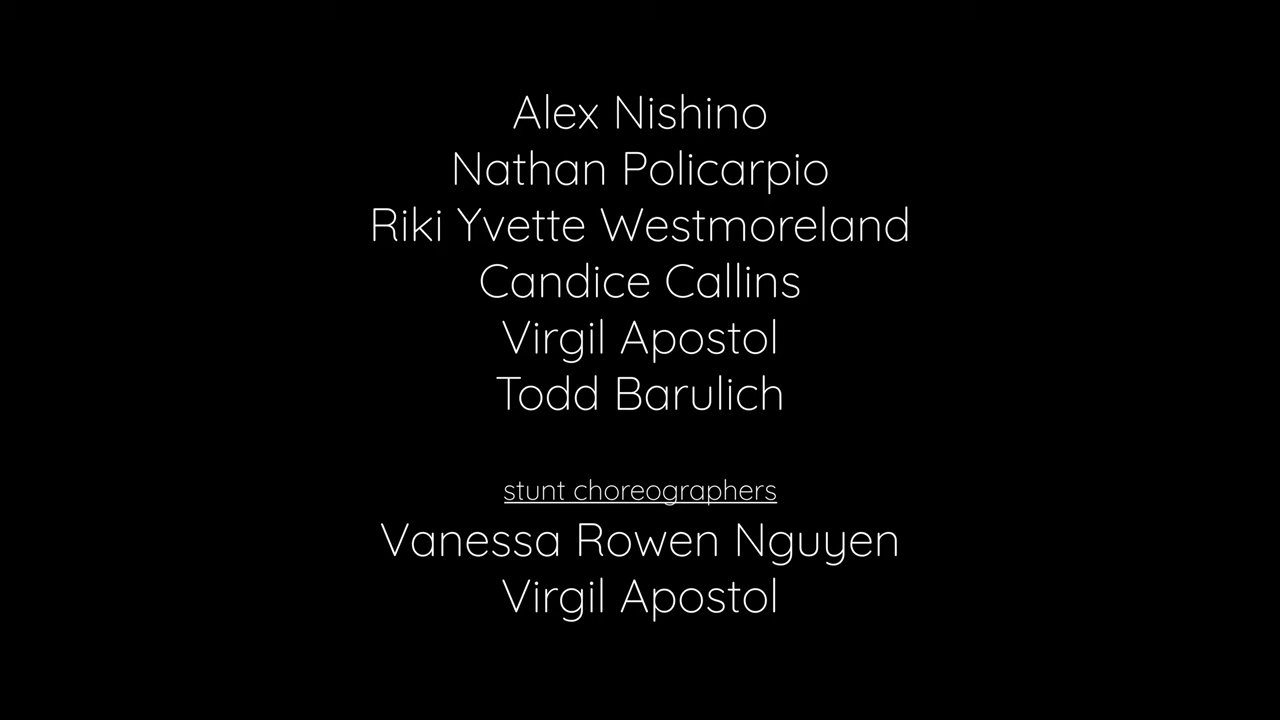 Alex Nishino
Nathan Policarpio
Riki Yvette Westmoreland
Candice Callins
Virgil Apostol
Todd Barulich
stunt choreographers
Vanessa Rowen Nguyen
Virgil Apostol